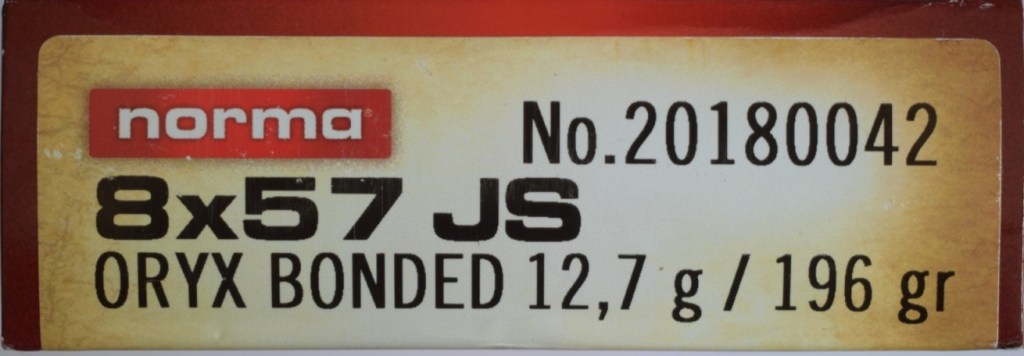 norma
No.20180042
8x57 JS
ORYX BONDED 12,7 g / 196 gr